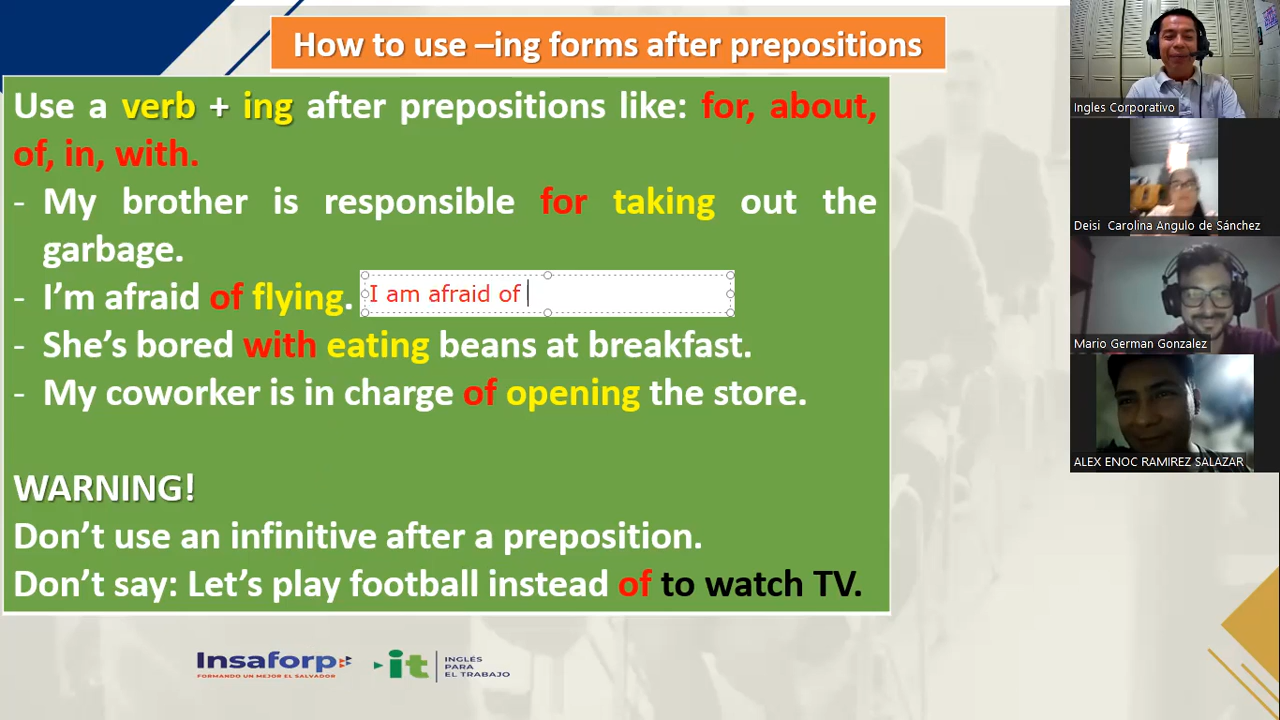 How to use –ing forms after prepositions
Use a verb + ing after prepositions like: for, about,
of, in, with.
- My brother is responsible for taking out the
garbage.
- I'm afraid of flying.
I am afraid of
- She's bored with eating beans at breakfast.
- My coworker is in charge of opening the store.
WARNING!
Don't use an infinitive after a preposition.
Don't say: Let's play football instead of to watch TV.
Insaforp
FORMANDO UN MEJOR EL SALVADOR
it
INGLÉS
PARA
EL TRABAJO
Ingles Corporativo
Deisi Carolina Angulo de Sánchez
Mario German Gonzalez
ALEX ENOC RAMIREZ SALAZAR